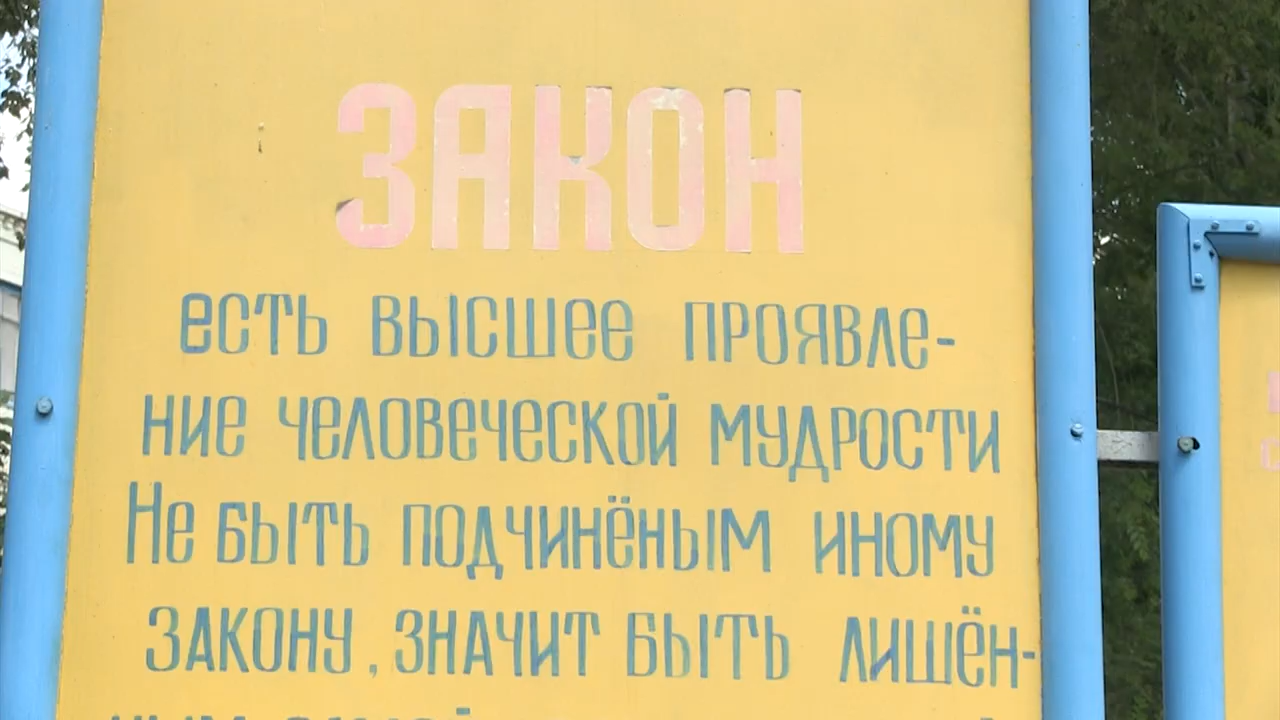 ЗАКОН
есть высшее проявле-
ние человеческой мудрости
Не быть подчинёным иному
закону, значит быть лишён-